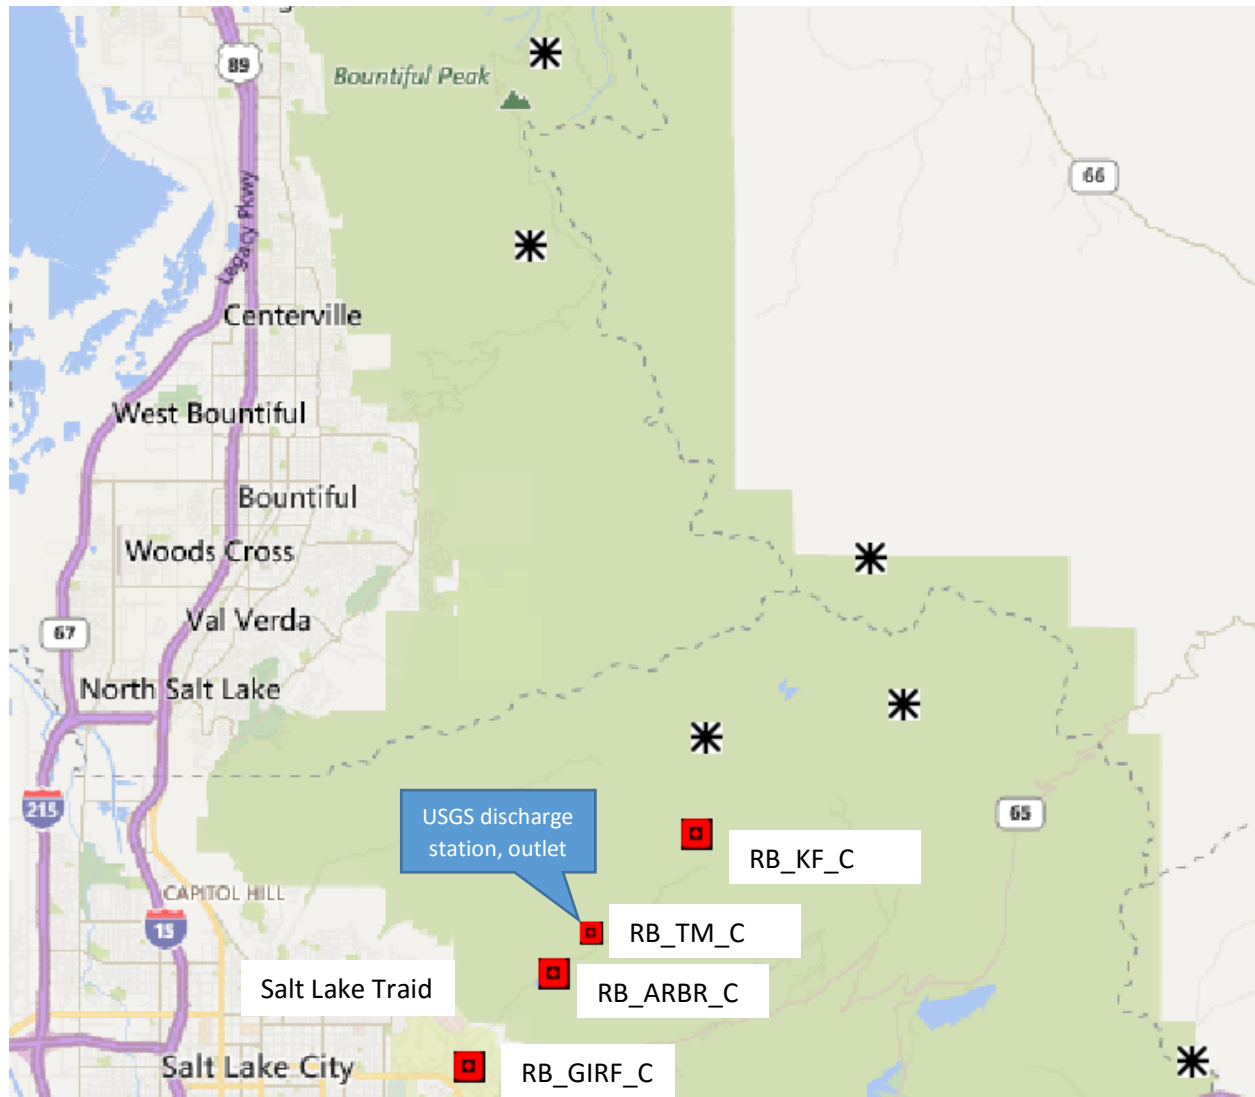 89
Bountiful Peak
66
Legacy Pkwy
Centerville
West Bountiful
Bountiful
Woods Cross
Val Verda
67
North Salt Lake
215
USGS discharge
station, outlet
65
RB_KF_C
CAPITOL HILL
15
RB_TM_C
Salt Lake Traid
RB_ARBR_C
Salt Lake City
RB_GIRF_C